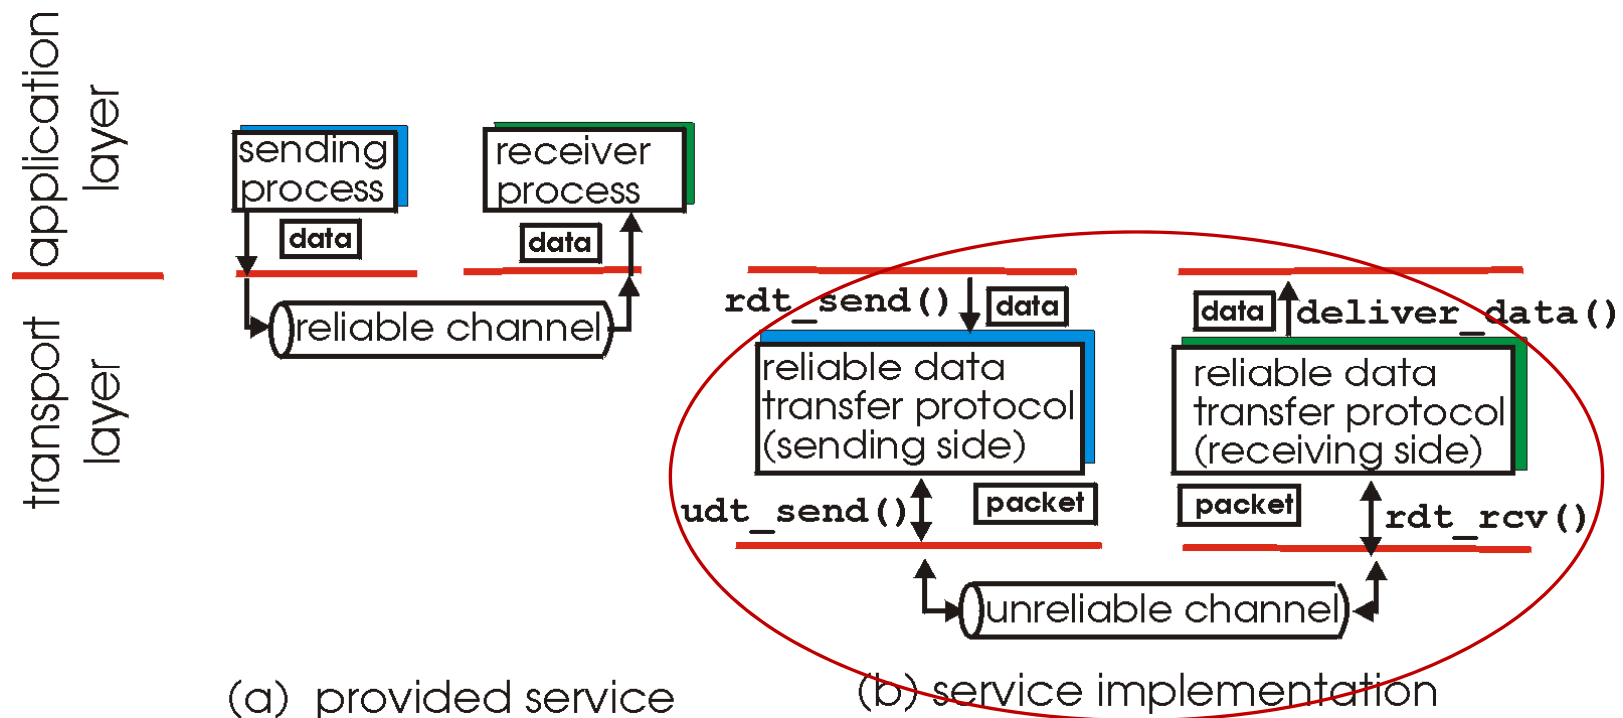 application
layer
transport
layer
sending
process
data
receiver
process
data
reliable channel
(a) provided service
rdt_send()
data
reliable data
transfer protocol
(sending side)
udt_send()
packet
data
deliver_data()
reliable data
transfer protocol
(receiving side)
packet
rdt_rcv()
unreliable channel
(b) service implementation